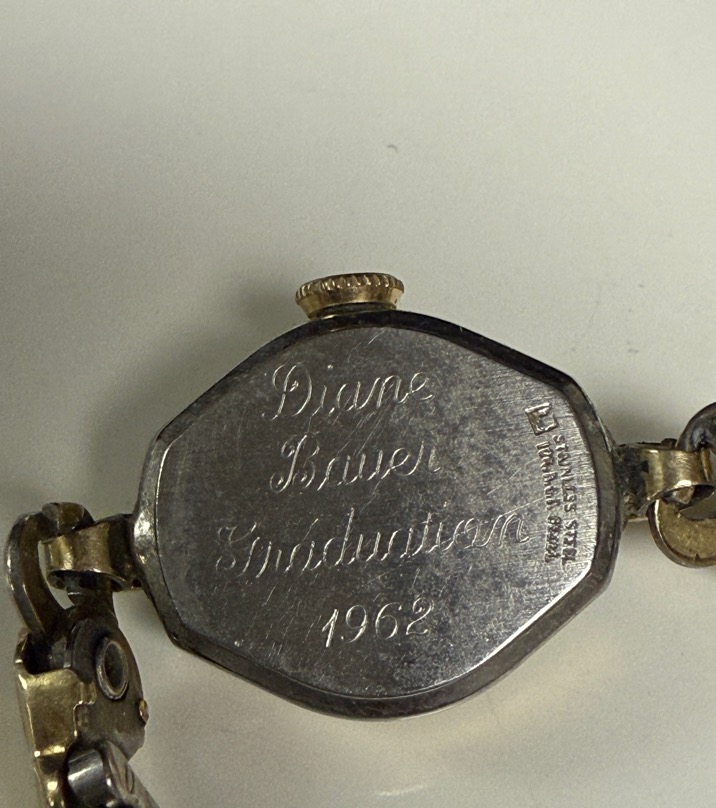 Diane
Bauer
Graduation
1962
STAINLESS STEEL